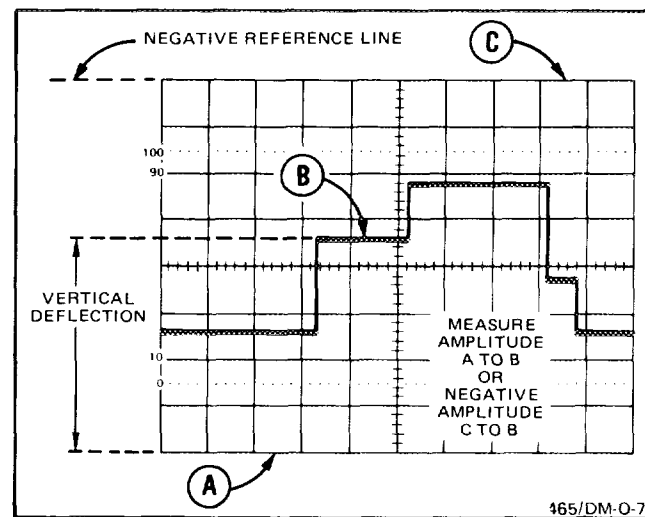 NEGATIVE REFERENCE LINE
C
100
90
B
VERTICAL
DEFLECTION
MEASURE
AMPLITUDE
A TO B
OR
NEGATIVE
AMPLITUDE
C TO B
10
0
A
465/DM-O-7